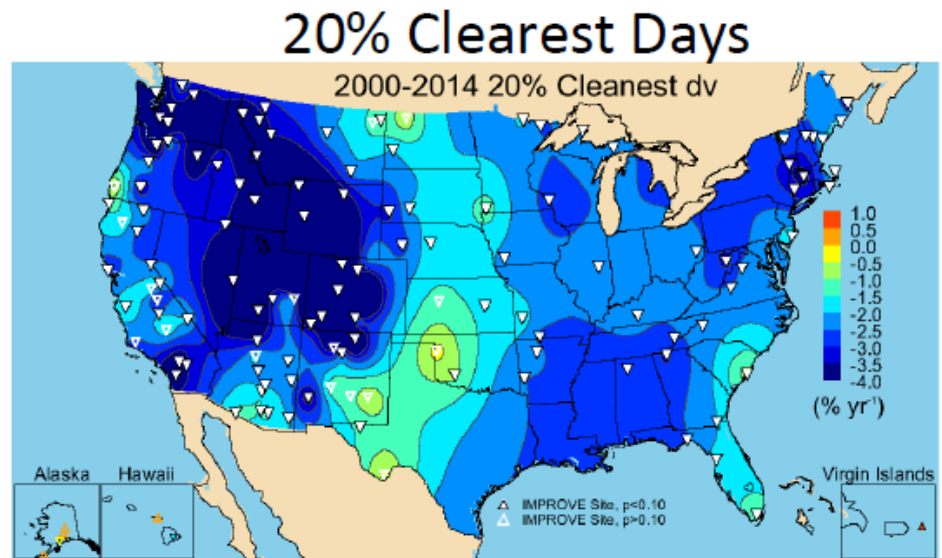 20% Clearest Days
2000-2014 20% Cleanest dv
1.0
0.5
0.0
-0.5
-1.0
-1.5
-2.0
-2.5
-3.0
-3.5
-4.0
(% yr⁻¹)
Alaska
Hawaii
Virgin Islands
IMPROVE Site, p<0.10
IMPROVE Site, p>0.10